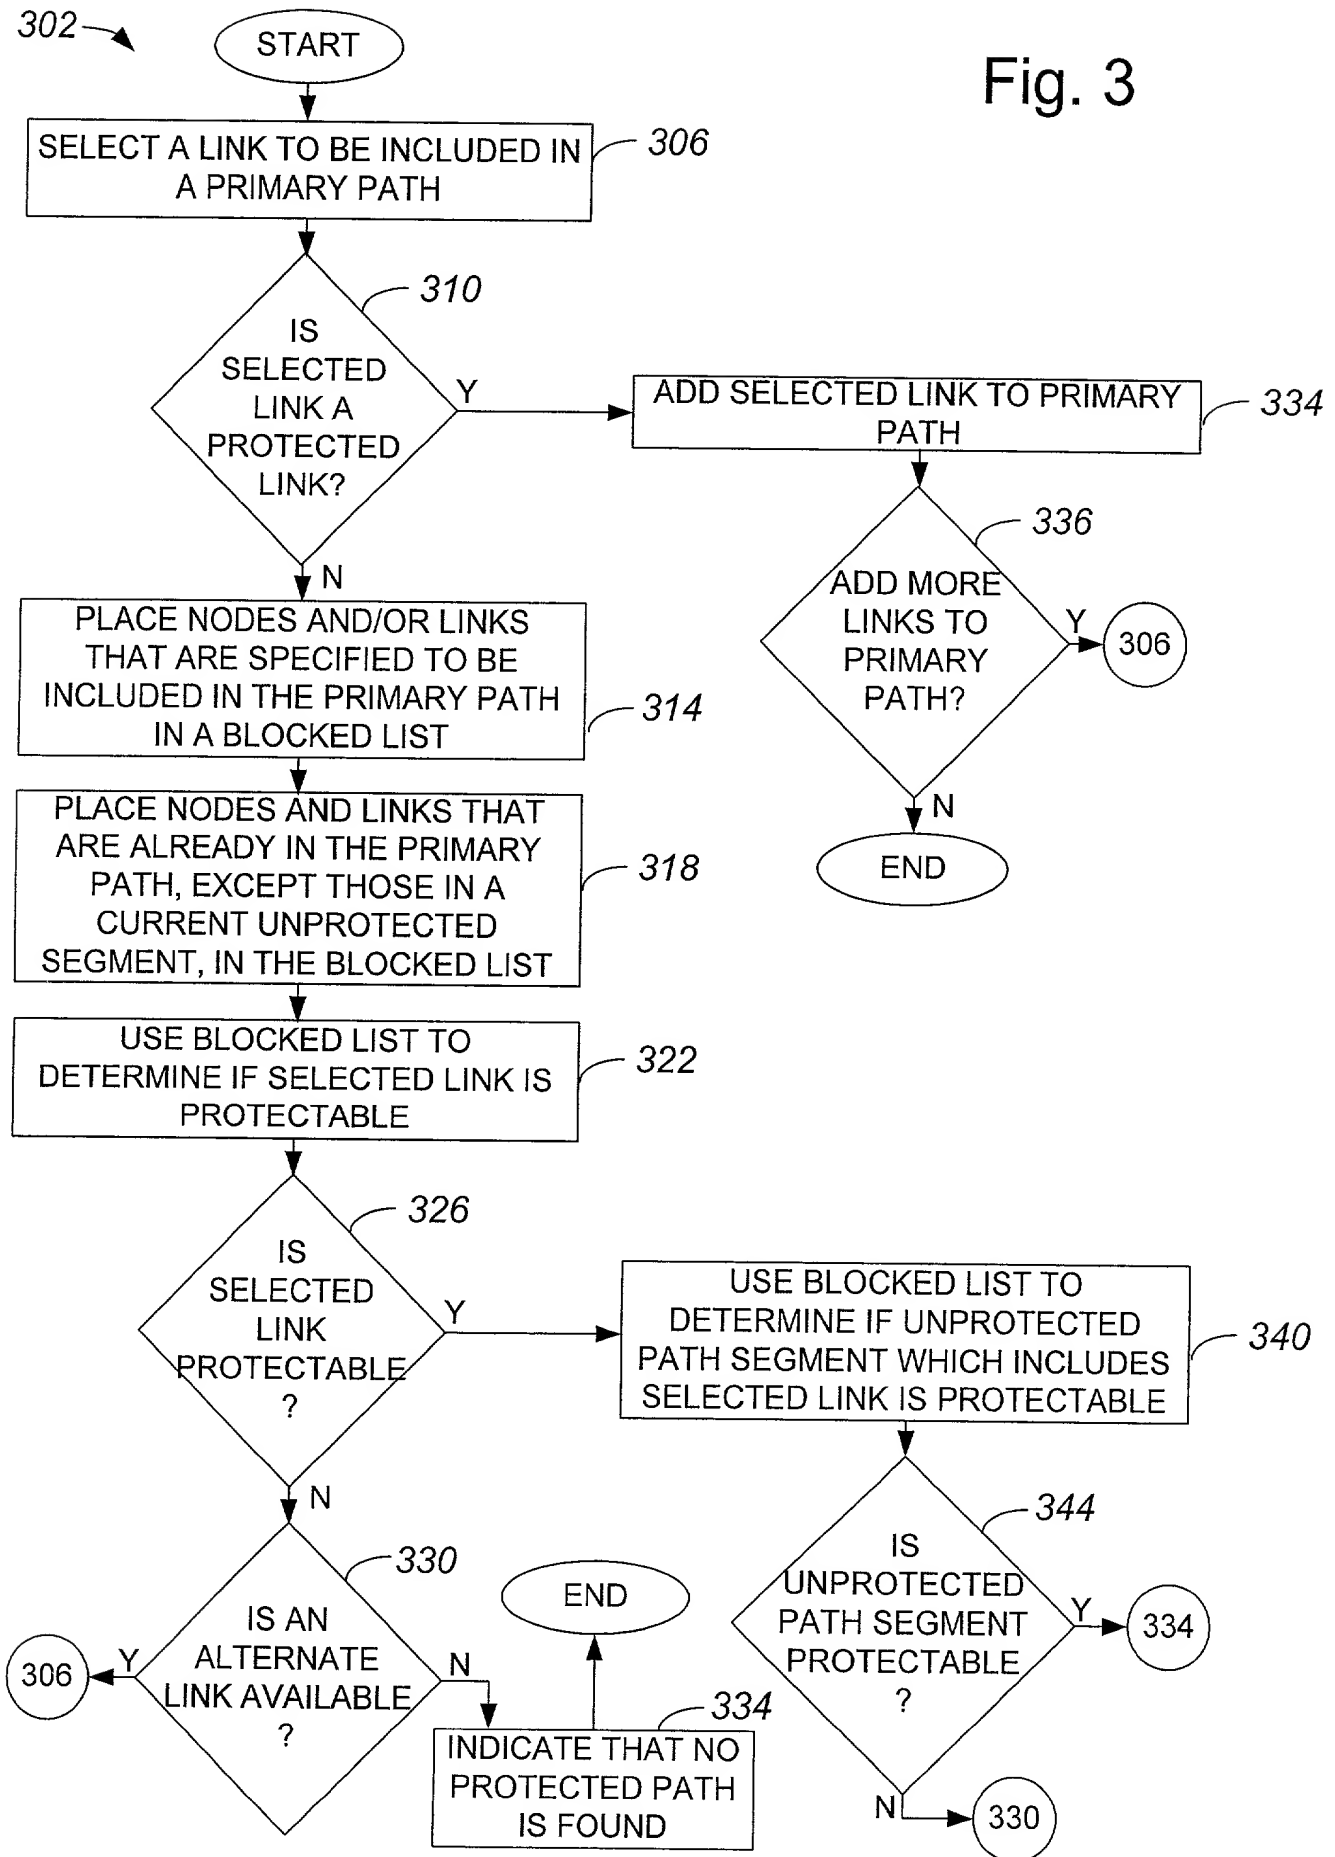 302
START
Fig. 3
SELECT A LINK TO BE INCLUDED IN
A PRIMARY PATH
306
310
IS
SELECTED
LINK A
PROTECTED
LINK?
Y
ADD SELECTED LINK TO PRIMARY
PATH
334
336
ADD MORE
LINKS TO
PRIMARY
PATH?
Y
306
N
END
N
PLACE NODES AND/OR LINKS
THAT ARE SPECIFIED TO BE
INCLUDED IN THE PRIMARY PATH
IN A BLOCKED LIST
314
PLACE NODES AND LINKS THAT
ARE ALREADY IN THE PRIMARY
PATH, EXCEPT THOSE IN A
CURRENT UNPROTECTED
SEGMENT, IN THE BLOCKED LIST
318
USE BLOCKED LIST TO
DETERMINE IF SELECTED LINK IS
PROTECTABLE
322
326
IS
SELECTED
LINK
PROTECTABLE
?
Y
USE BLOCKED LIST TO
DETERMINE IF UNPROTECTED
PATH SEGMENT WHICH INCLUDES
SELECTED LINK IS PROTECTABLE
340
344
IS
UNPROTECTED
PATH SEGMENT
PROTECTABLE
?
Y
334
N
330
N
330
IS AN
ALTERNATE
LINK AVAILABLE
?
Y
306
N
334
INDICATE THAT NO
PROTECTED PATH
IS FOUND
END